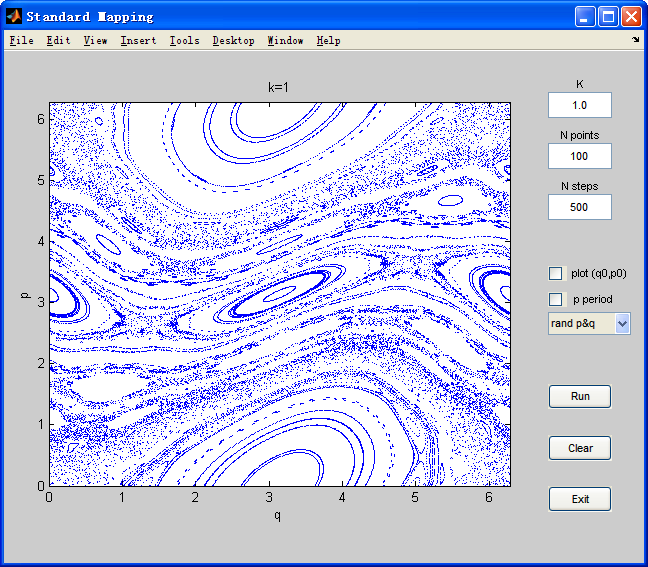 Standard Mapping
File Edit View Insert Tools Desktop Window Help
k=1
K
1.0
N points
100
N steps
500
plot (q0,p0)
p period
rand p&q
Run
Clear
Exit
6
5
4
3
2
1
0
p
0 1 2 3 4 5 6
q